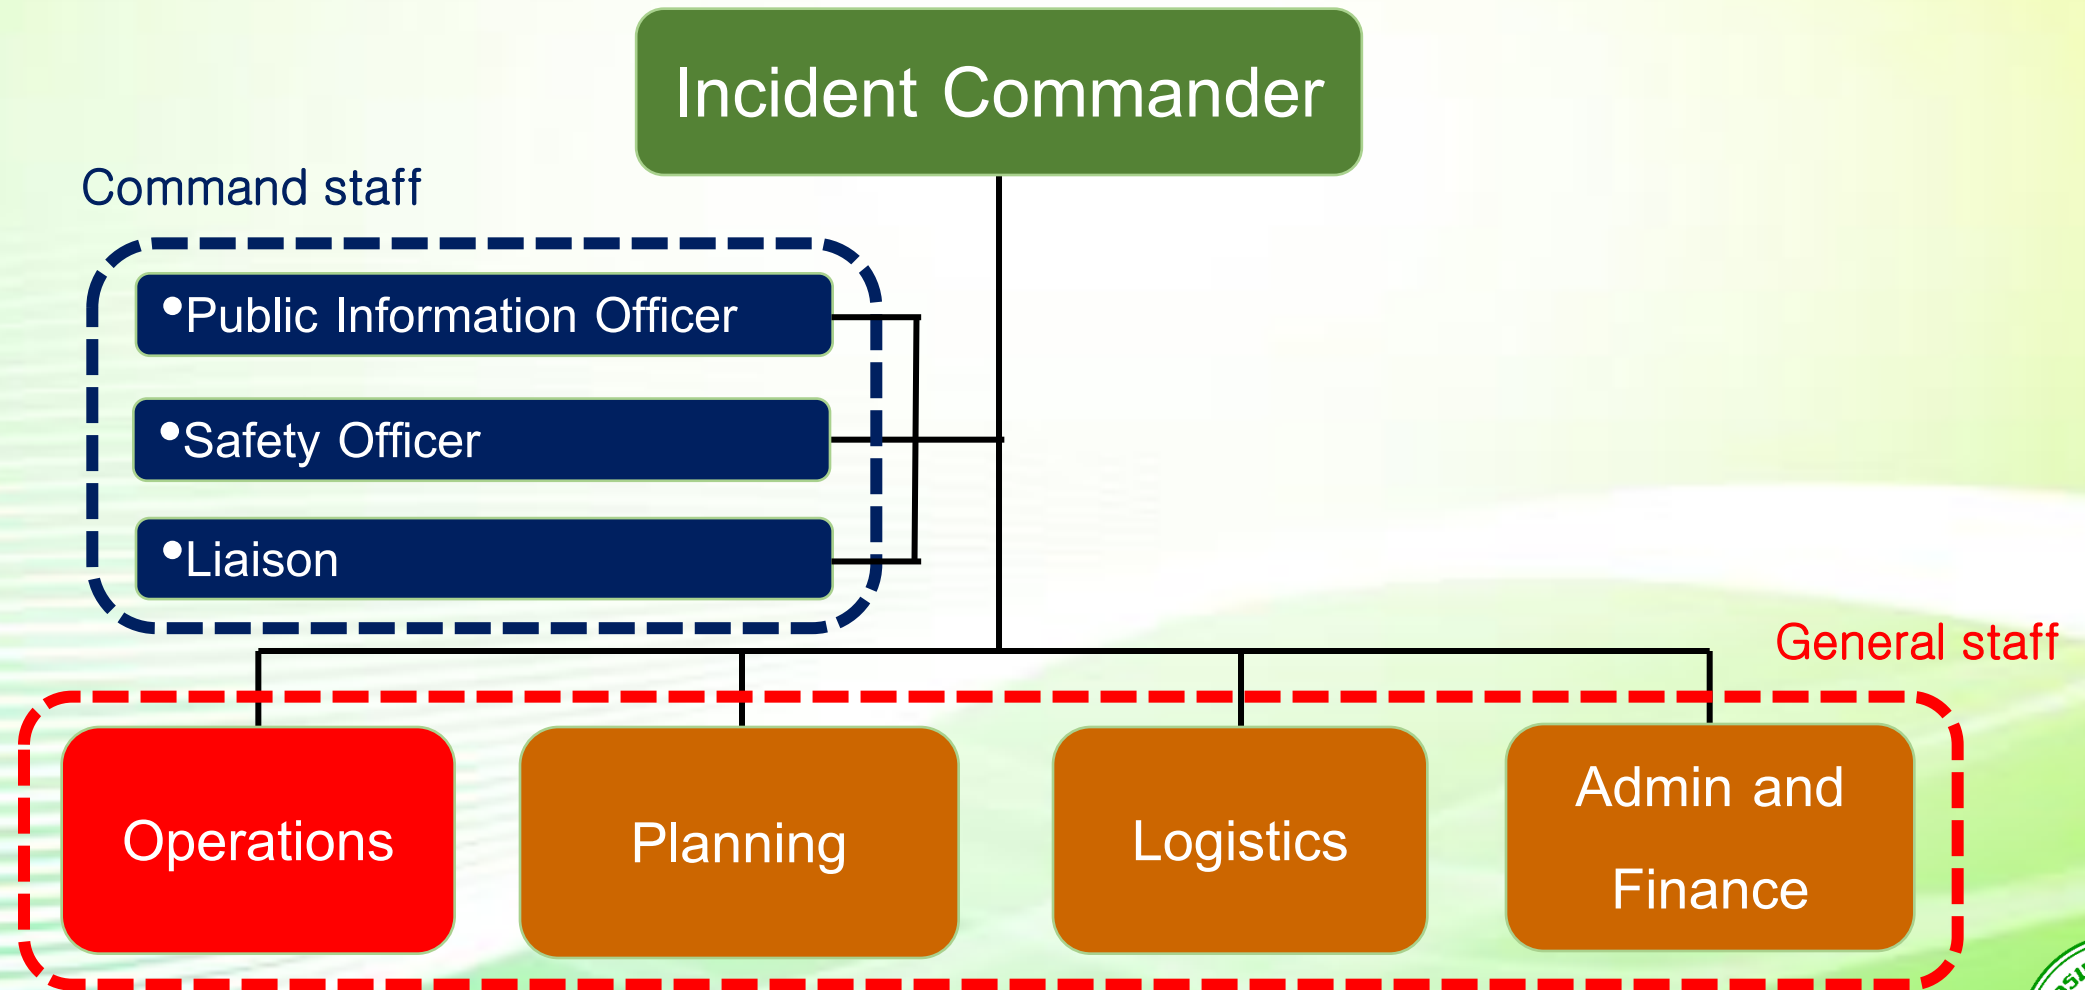 Incident Commander
Command staff
•Public Information Officer
•Safety Officer
•Liaison
General staff
Operations
Planning
Logistics
Admin and
Finance